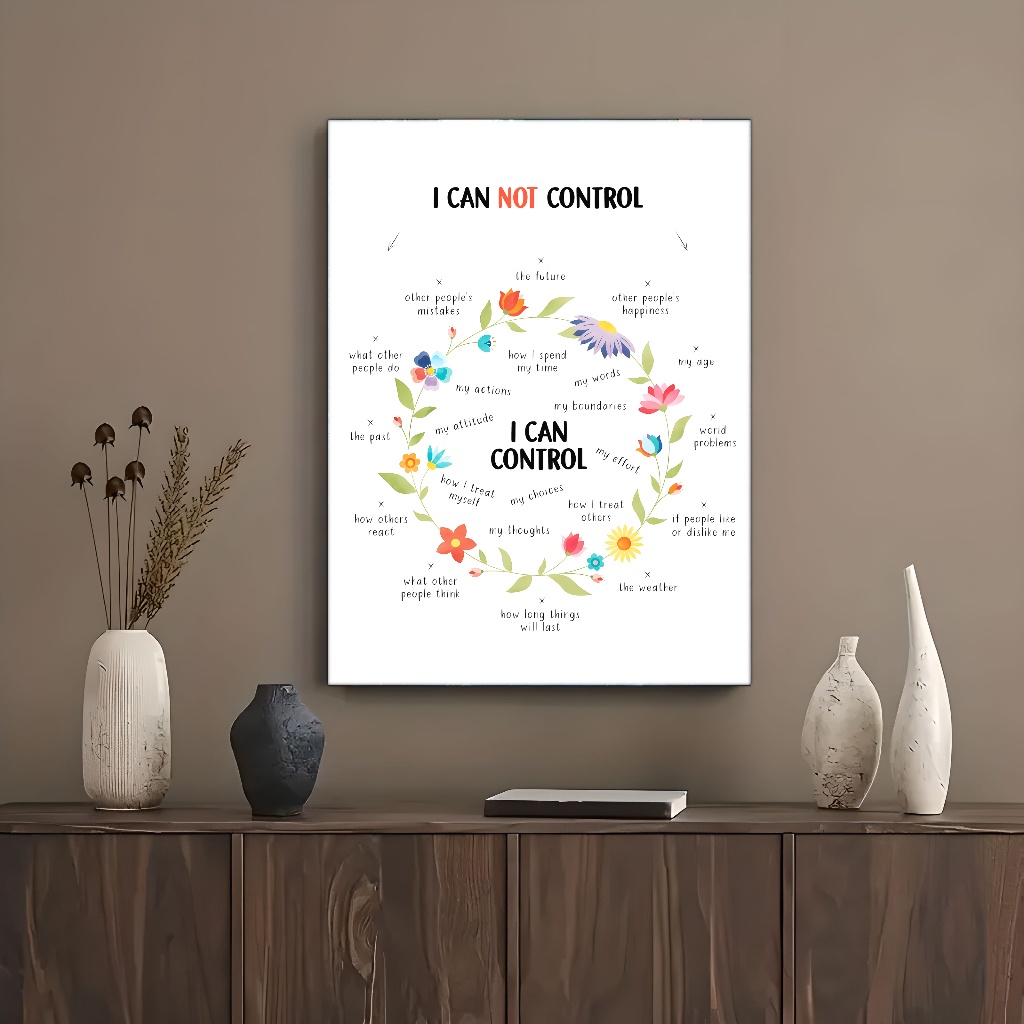 I CAN NOT CONTROL
the future
other people's
mistakes
other people's
happiness
what other
people do
my age
the past
world
problems
how others
react
if people like
or dislike me
what other
people think
the weather
how long things
will last
how I spend
my time
my words
my actions
my boundaries
my attitude
I CAN
CONTROL
my effort
how I treat
myself
my choices
how I treat
others
my thoughts